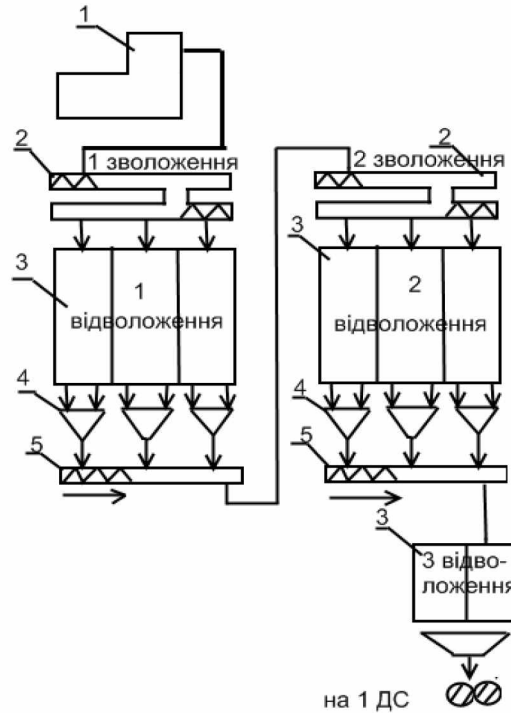 1
2
1 зволоження
2 зволоження
2
3
1
відволоження
3
2
відволоження
4
4
5
5
3
3 відво-
ложення
на 1 ДС